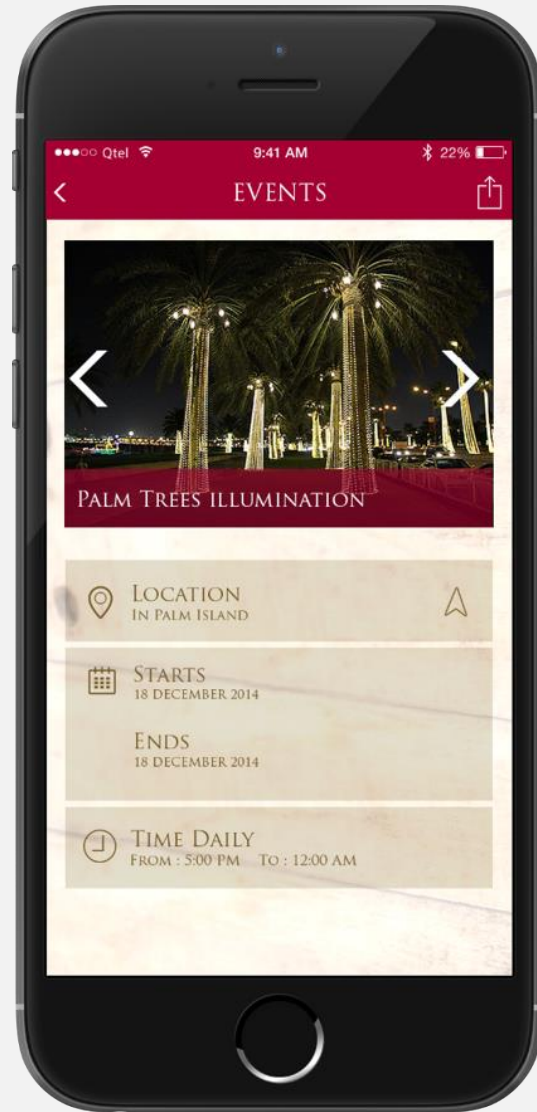 Qtel 9:41 AM 22%
EVENTS
PALM TREES ILLUMINATION
LOCATION
IN PALM ISLAND
STARTS
18 DECEMBER 2014
ENDS
18 DECEMBER 2014
TIME DAILY
FROM : 5:00 PM TO : 12:00 AM